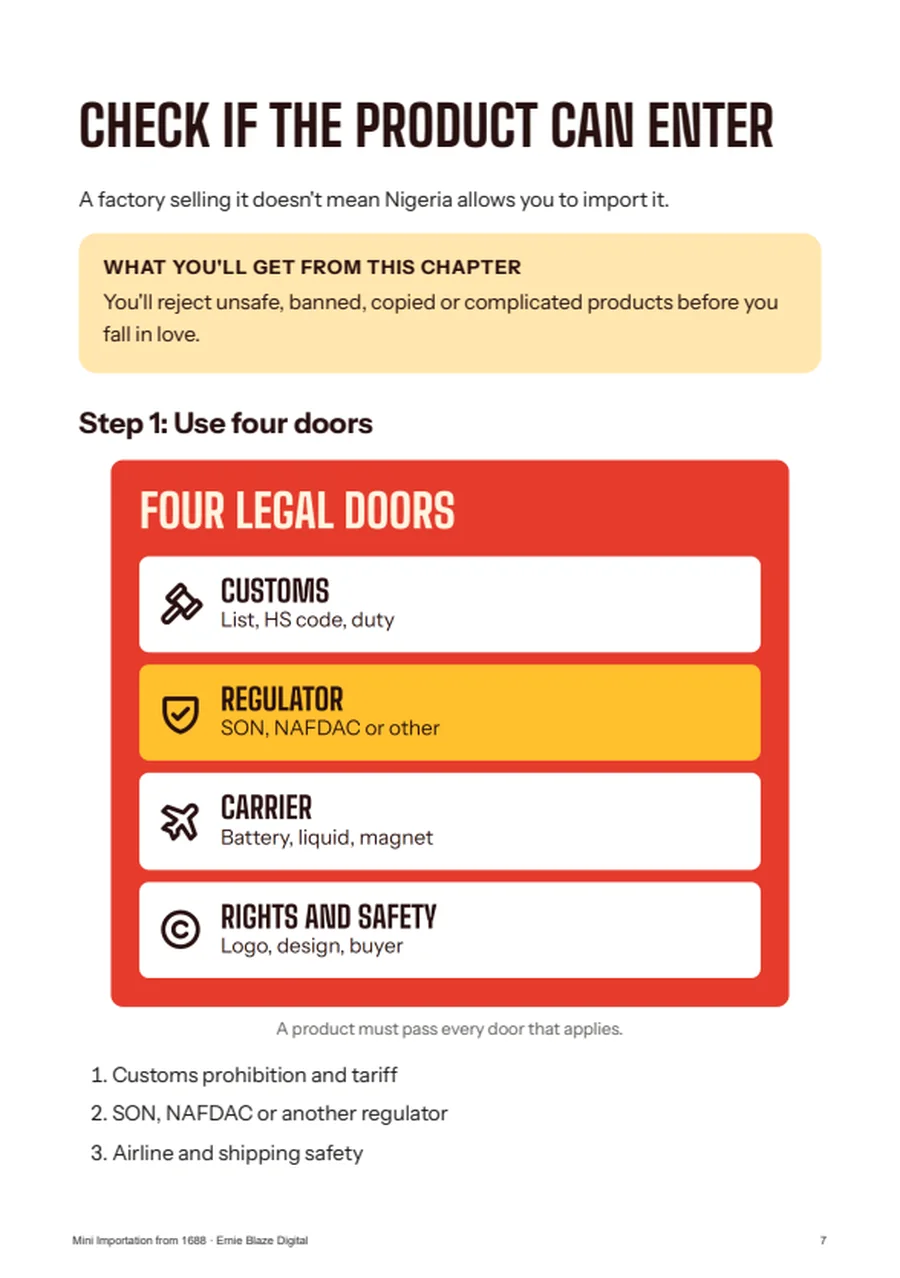 CHECK IF THE PRODUCT CAN ENTER
A factory selling it doesn't mean Nigeria allows you to import it.
WHAT YOU'LL GET FROM THIS CHAPTER
You'll reject unsafe, banned, copied or complicated products before you
fall in love.
Step 1: Use four doors
FOUR LEGAL DOORS
CUSTOMS
List, HS code, duty
REGULATOR
SON, NAFDAC or other
CARRIER
Battery, liquid, magnet
RIGHTS AND SAFETY
Logo, design, buyer
A product must pass every door that applies.
1. Customs prohibition and tariff
2. SON, NAFDAC or another regulator
3. Airline and shipping safety
Mini Importation from 1688 · Ernie Blaze Digital 7